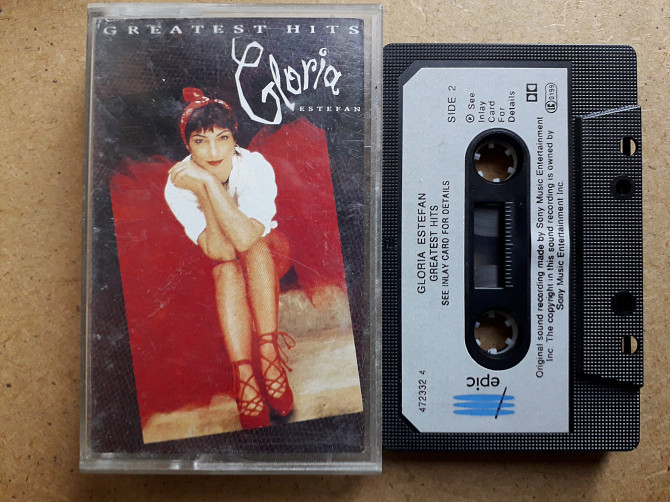 GREATEST HITS
Gloria
ESTEFAN
SIDE 2
℗ See
Inlay
Card
For
Details
GLORIA ESTEFAN
GREATEST HITS
SEE INLAY CARD FOR DETAILS
Original sound recording made by Sony Music Entertainment
Inc The copyright in this sound recording is owned by
Sony Music Entertainment Inc.
epic
472332 4